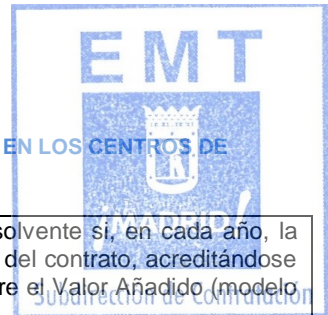 EMT
EN LOS CENTROS DE
¡MADRID!
solvente si, en cada año, la
del contrato, acreditándose
re el Valor Añadido (modelo
Subdirección de Contratación